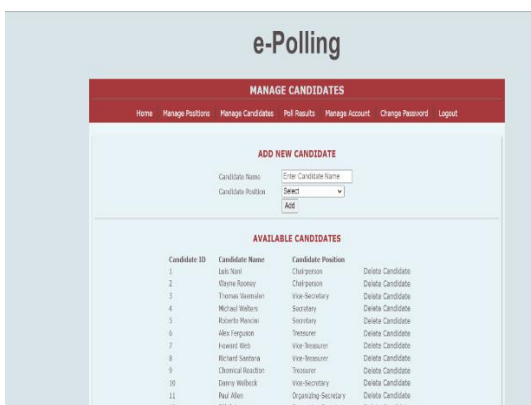 e-Polling
MANAGE CANDIDATES
Home Manage Positions Manage Candidates Poll Results Manage Account Change Password Logout
ADD NEW CANDIDATE
Candidate Name Enter Candidate Name
Candidate Position Select
Add
AVAILABLE CANDIDATES
Candidate ID Candidate Name Candidate Position
1 Luis Nani Chairperson Delete Candidate
2 Wayne Rooney Chairperson Delete Candidate
3 Thomas Vaemalen Vice-Secretary Delete Candidate
4 Michael Walters Secretary Delete Candidate
5 Roberto Mancini Secretary Delete Candidate
6 Alex Ferguson Treasurer Delete Candidate
7 Howard Web Vice-Treasurer Delete Candidate
8 Richard Santana Vice-Treasurer Delete Candidate
9 Chemical Reaction Treasurer Delete Candidate
10 Danny Welbeck Vice-Secretary Delete Candidate
11 Paul Allen Organizing-Secretary Delete Candidate